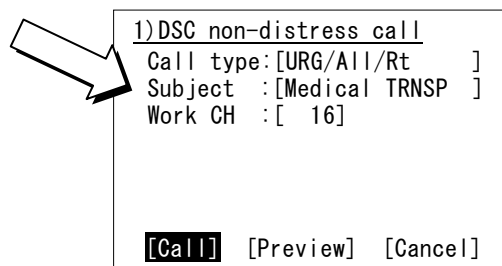 1)DSC non-distress call
Call type:[URG/All/Rt     ]
Subject  :[Medical TRNSP  ]
Work CH  :[  16]
[Call]  [Preview]  [Cancel]